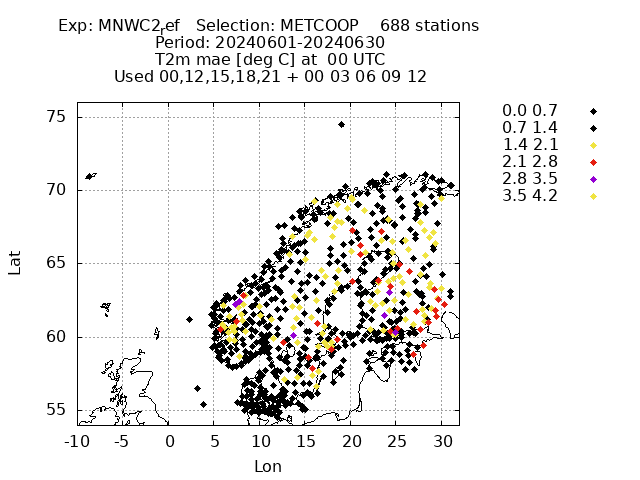 Exp: MNWC2ref   Selection: METCOOP    688 stations
Period: 20240601-20240630
T2m mae [deg C] at  00 UTC
Used 00,12,15,18,21 + 00 03 06 09 12
0.0 0.7
0.7 1.4
1.4 2.1
2.1 2.8
2.8 3.5
3.5 4.2
75
70
65
60
55
Lat
-10 -5 0 5 10 15 20 25 30
Lon